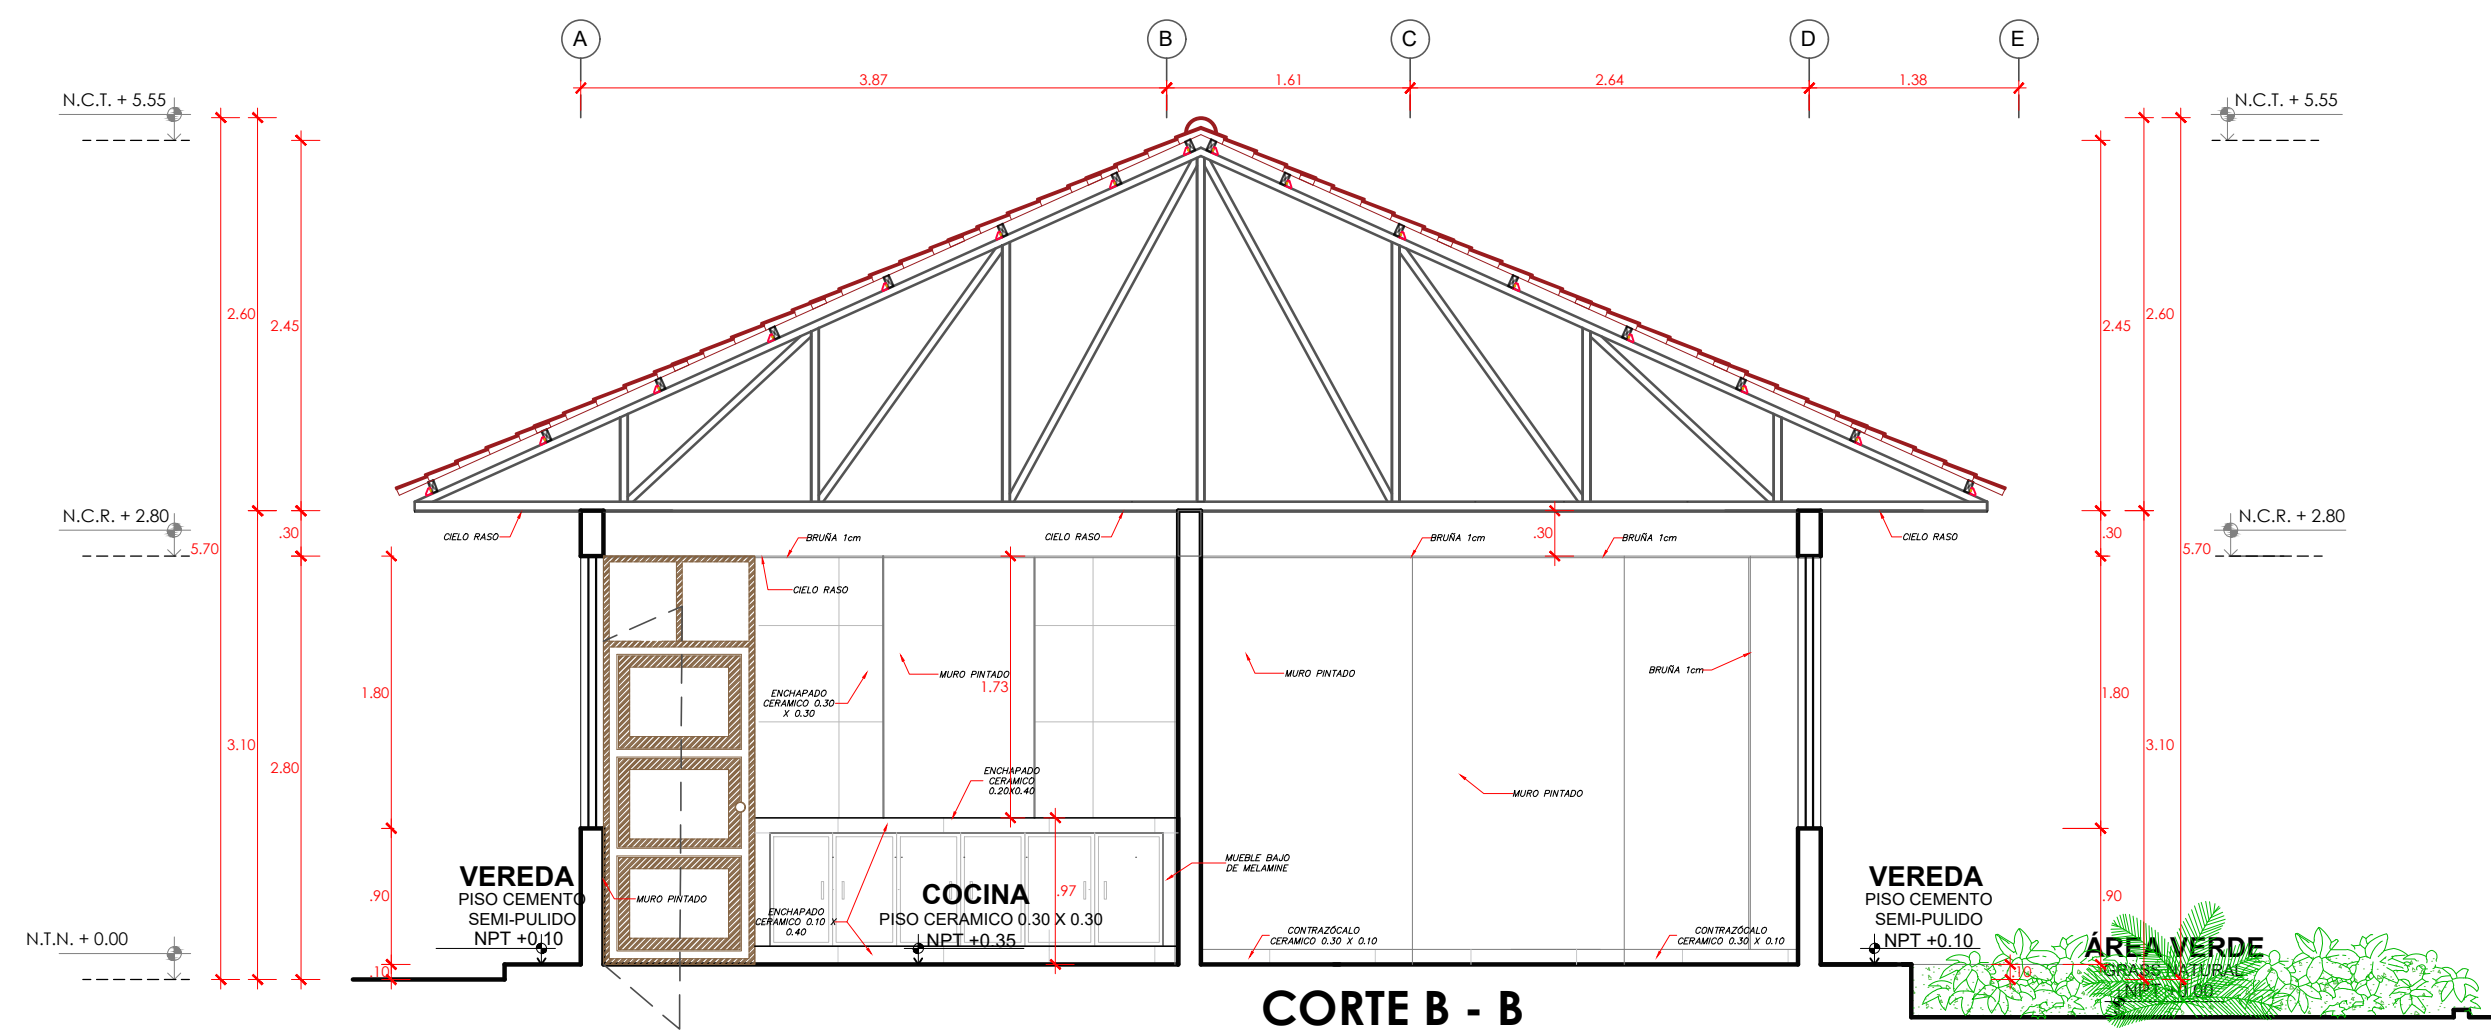 A
B
C
D
E
3.87
1.61
2.64
1.38
N.C.T. + 5.55
N.C.T. + 5.55
2.60
2.45
2.45
2.60
N.C.R. + 2.80
N.C.R. + 2.80
5.70
.30
CIELO RASO
BRUÑA 1cm
CIELO RASO
BRUÑA 1cm
.30
BRUÑA 1cm
CIELO RASO
.30
5.70
CIELO RASO
MURO PINTADO
1.73
MURO PINTADO
BRUÑA 1cm
1.80
ENCHAPADO
CERAMICO 0.30
X 0.30
1.80
3.10
2.80
3.10
ENCHAPADO
CERAMICO
0.20X0.40
MURO PINTADO
MUEBLE BAJO
DE MELAMINE
VEREDA
PISO CEMENTO
SEMI-PULIDO
NPT +0.10
.90
MURO PINTADO
ENCHAPADO
CERAMICO 0.10 X
0.40
COCINA
PISO CERAMICO 0.30 X 0.30
NPT +0.35
.97
CONTRAZÓCALO
CERAMICO 0.30 X 0.10
CONTRAZÓCALO
CERAMICO 0.30 X 0.10
VEREDA
PISO CEMENTO
SEMI-PULIDO
NPT +0.10
.90
N.T.N. + 0.00
.10
ÁREA VERDE
GRASS NATURAL
NPT +0.00
.10
CORTE B - B